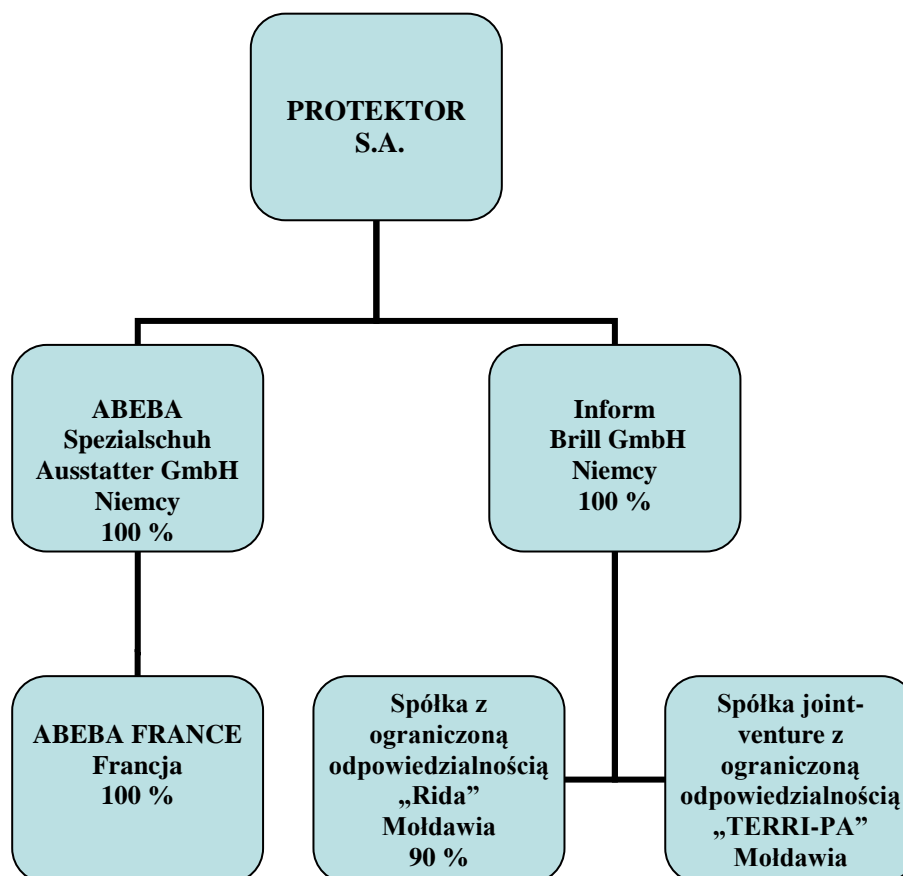 PROTEKTOR
S.A.
ABEBA
Spezialschuh
Ausstatter GmbH
Niemcy
100 %
Inform
Brill GmbH
Niemcy
100 %
ABEBA FRANCE
Francja
100 %
Spółka z
ograniczoną
odpowiedzialnością
„Rida”
Mołdawia
90 %
Spółka joint-
venture z
ograniczoną
odpowiedzialnością
„TERRI-PA”
Mołdawia